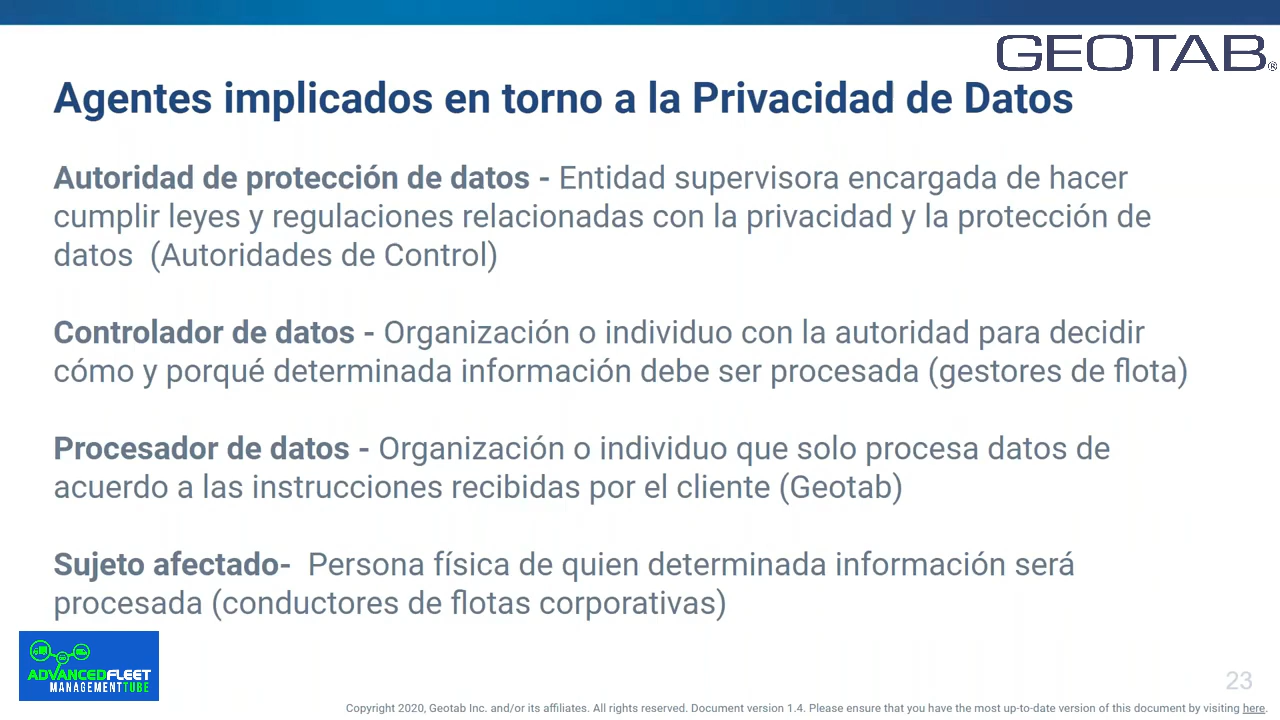 GEOTAB®
Agentes implicados en torno a la Privacidad de Datos
Autoridad de protección de datos - Entidad supervisora encargada de hacer
cumplir leyes y regulaciones relacionadas con la privacidad y la protección de
datos (Autoridades de Control)
Controlador de datos - Organización o individuo con la autoridad para decidir
cómo y porqué determinada información debe ser procesada (gestores de flota)
Procesador de datos - Organización o individuo que solo procesa datos de
acuerdo a las instrucciones recibidas por el cliente (Geotab)
Sujeto afectado- Persona física de quien determinada información será
procesada (conductores de flotas corporativas)
ADVANCEDFLEET
MANAGEMENTTUBE
23
Copyright 2020, Geotab Inc. and/or its affiliates. All rights reserved. Document version 1.4. Please ensure that you have the most up-to-date version of this document by visiting here.